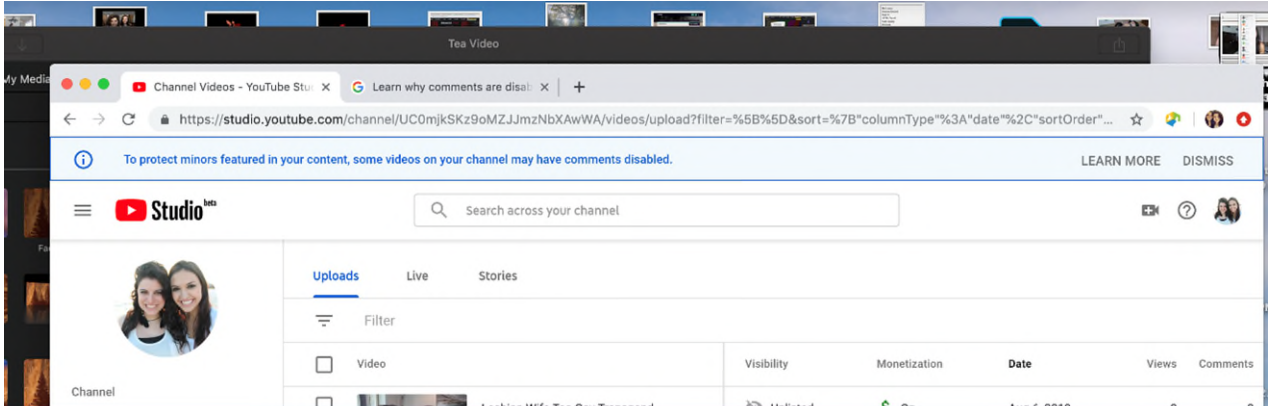 Tea Video
My Media
Channel Videos - YouTube Stu
Learn why comments are disab
https://studio.youtube.com/channel/UC0mjkSKz9oMZJJmzNbXAwWA/videos/upload?filter=%5B%5D&sort=%7B"columnType"%3A"date"%2C"sortOrder"...
To protect minors featured in your content, some videos on your channel may have comments disabled.
LEARN MORE DISMISS
Studio beta
Search across your channel
Uploads Live Stories
Filter
Video Visibility Monetization Date Views Comments
Channel
Unlisted